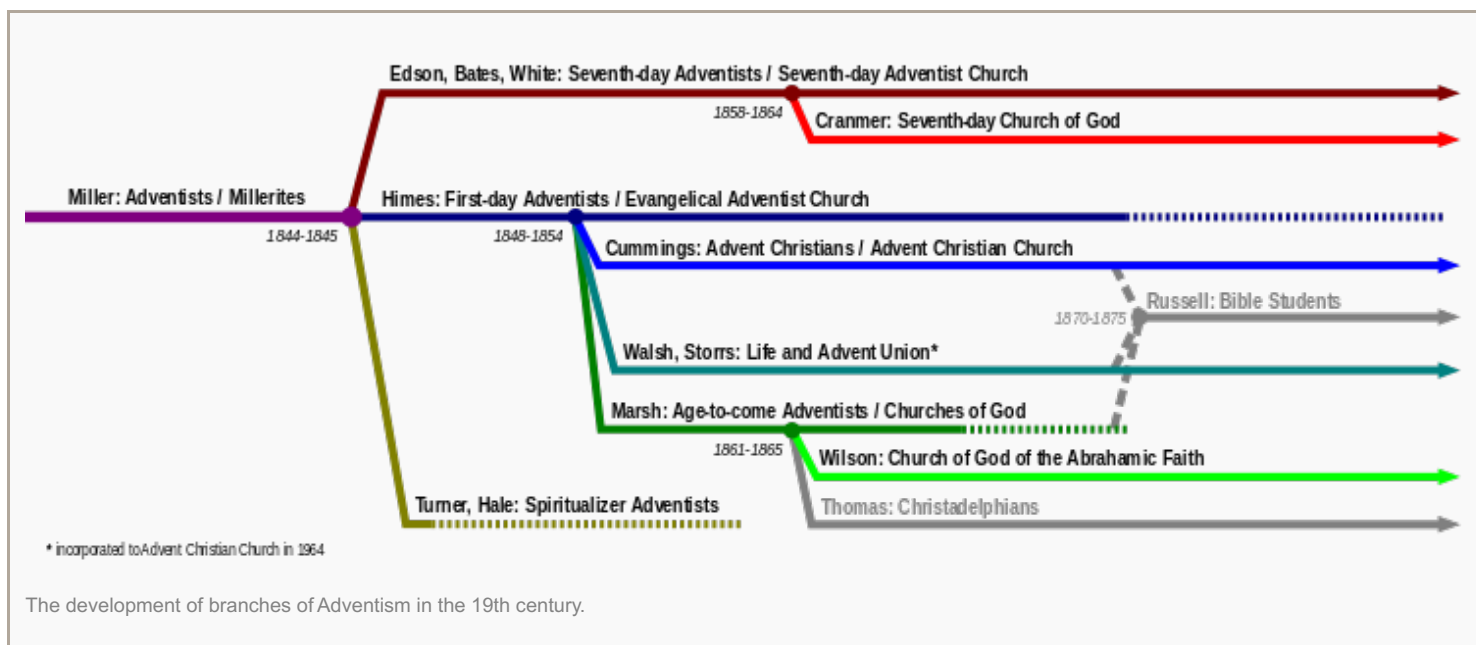 Edson, Bates, White: Seventh-day Adventists / Seventh-day Adventist Church
1858-1864
Cranmer: Seventh-day Church of God
Miller: Adventists / Millerites
Himes: First-day Adventists / Evangelical Adventist Church
1844-1845
1848-1854
Cummings: Advent Christians / Advent Christian Church
Russell: Bible Students
1870-1875
Walsh, Storrs: Life and Advent Union*
Marsh: Age-to-come Adventists / Churches of God
1861-1865
Wilson: Church of God of the Abrahamic Faith
Turner, Hale: Spiritualizer Adventists
Thomas: Christadelphians
* incorporated to Advent Christian Church in 1964
The development of branches of Adventism in the 19th century.